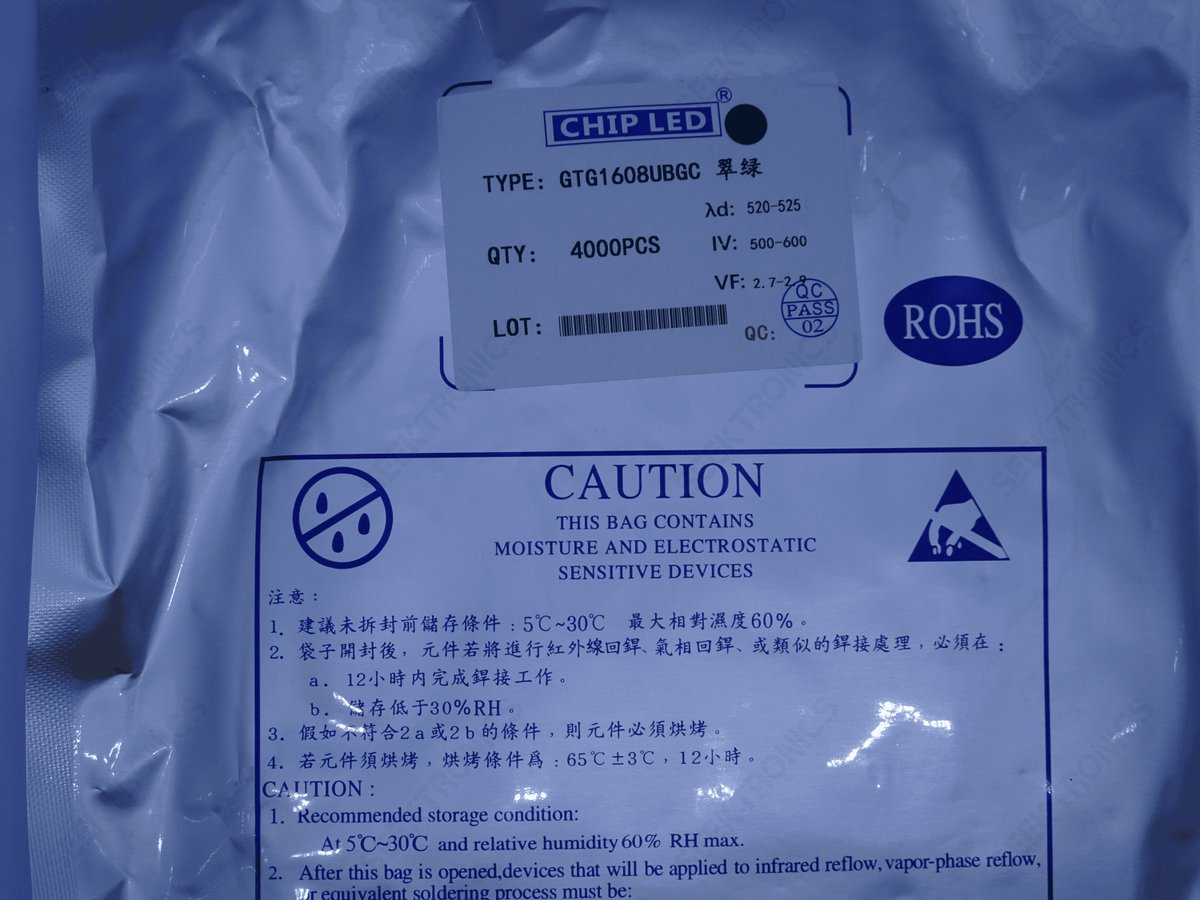 CHIP LED ®
TYPE: GTG1608UBGC 翠绿
λd: 520-525
QTY: 4000PCS
IV: 500-600
VF: 2.7-2.9
LOT:
QC:
QC
PASS
02
ROHS
CAUTION
THIS BAG CONTAINS
MOISTURE AND ELECTROSTATIC
SENSITIVE DEVICES
注意：
1. 建議未拆封前儲存條件：5℃~30℃ 最大相對濕度60%。
2. 袋子開封後，元件若將進行紅外線回銲、氣相回銲、或類似的銲接處理，必須在：
a. 12小時内完成銲接工作。
b. 儲存低于30%RH。
3. 假如不符合2a或2b的條件，則元件必須烘烤。
4. 若元件須烘烤，烘烤條件爲：65℃±3℃，12小時。
CAUTION：
1. Recommended storage condition:
At 5℃~30℃ and relative humidity 60% RH max.
2. After this bag is opened,devices that will be applied to infrared reflow, vapor-phase reflow,
or equivalent soldering process must be:
SEEKTRONICS